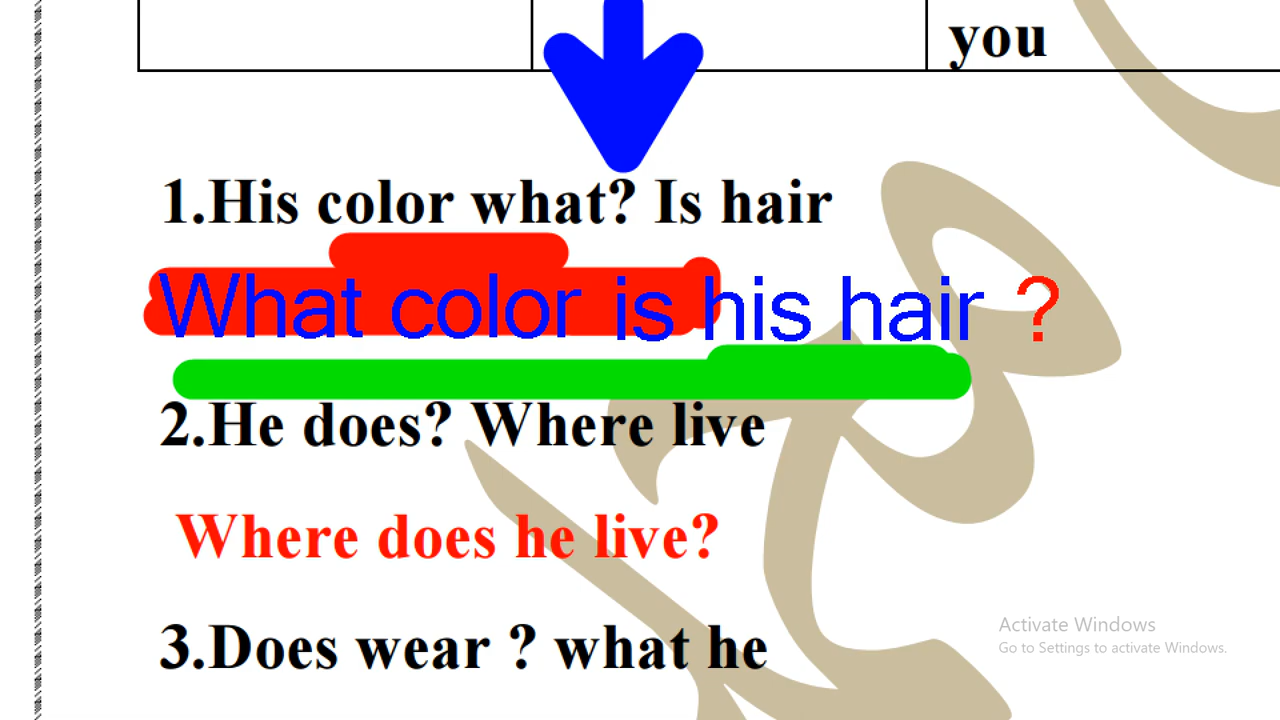 you
1.His color what? Is hair
What color is his hair ?
2.He does? Where live
Where does he live?
3.Does wear ? what he
Activate Windows
Go to Settings to activate Windows.